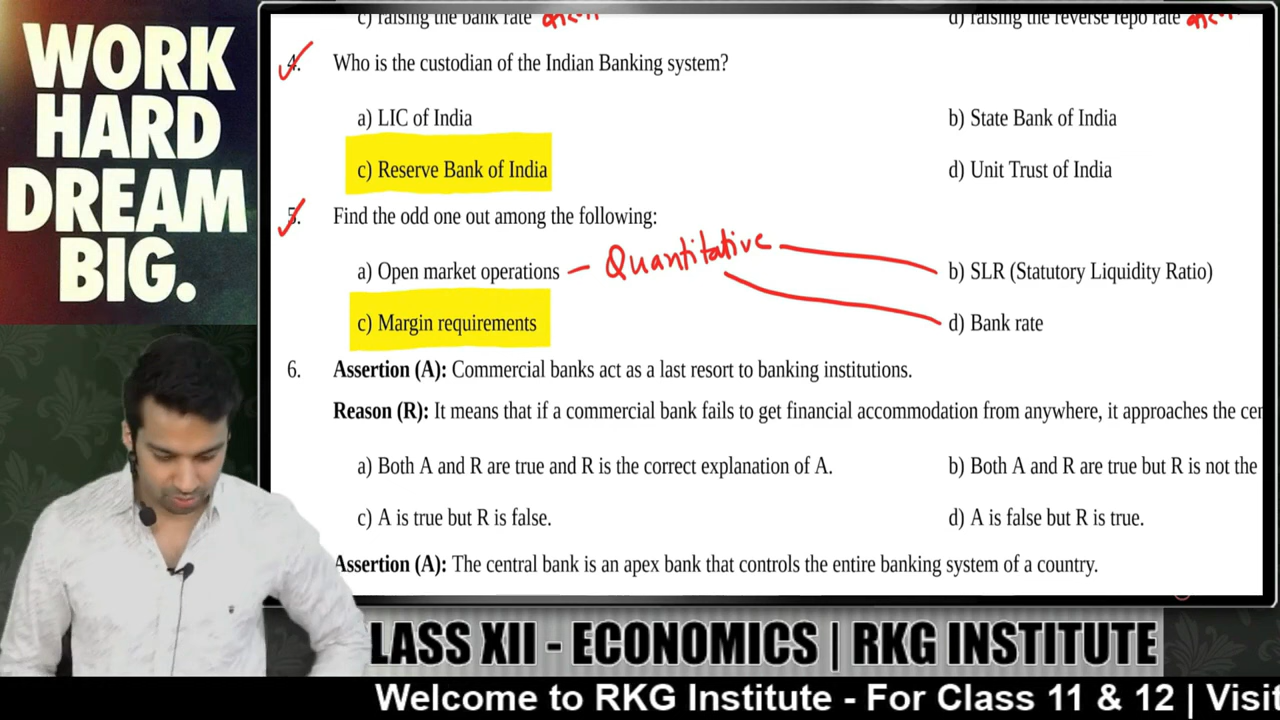 WORK
HARD
DREAM
BIG.
c) raising the bank rate
d) raising the reverse repo rate
4. Who is the custodian of the Indian Banking system?
a) LIC of India
b) State Bank of India
c) Reserve Bank of India
d) Unit Trust of India
5. Find the odd one out among the following:
a) Open market operations – Quantitative
b) SLR (Statutory Liquidity Ratio)
c) Margin requirements
d) Bank rate
6. Assertion (A): Commercial banks act as a last resort to banking institutions.
Reason (R): It means that if a commercial bank fails to get financial accommodation from anywhere, it approaches the cer
a) Both A and R are true and R is the correct explanation of A.
b) Both A and R are true but R is not the
c) A is true but R is false.
d) A is false but R is true.
Assertion (A): The central bank is an apex bank that controls the entire banking system of a country.
LASS XII - ECONOMICS | RKG INSTITUTE
Welcome to RKG Institute - For Class 11 & 12 | Visit